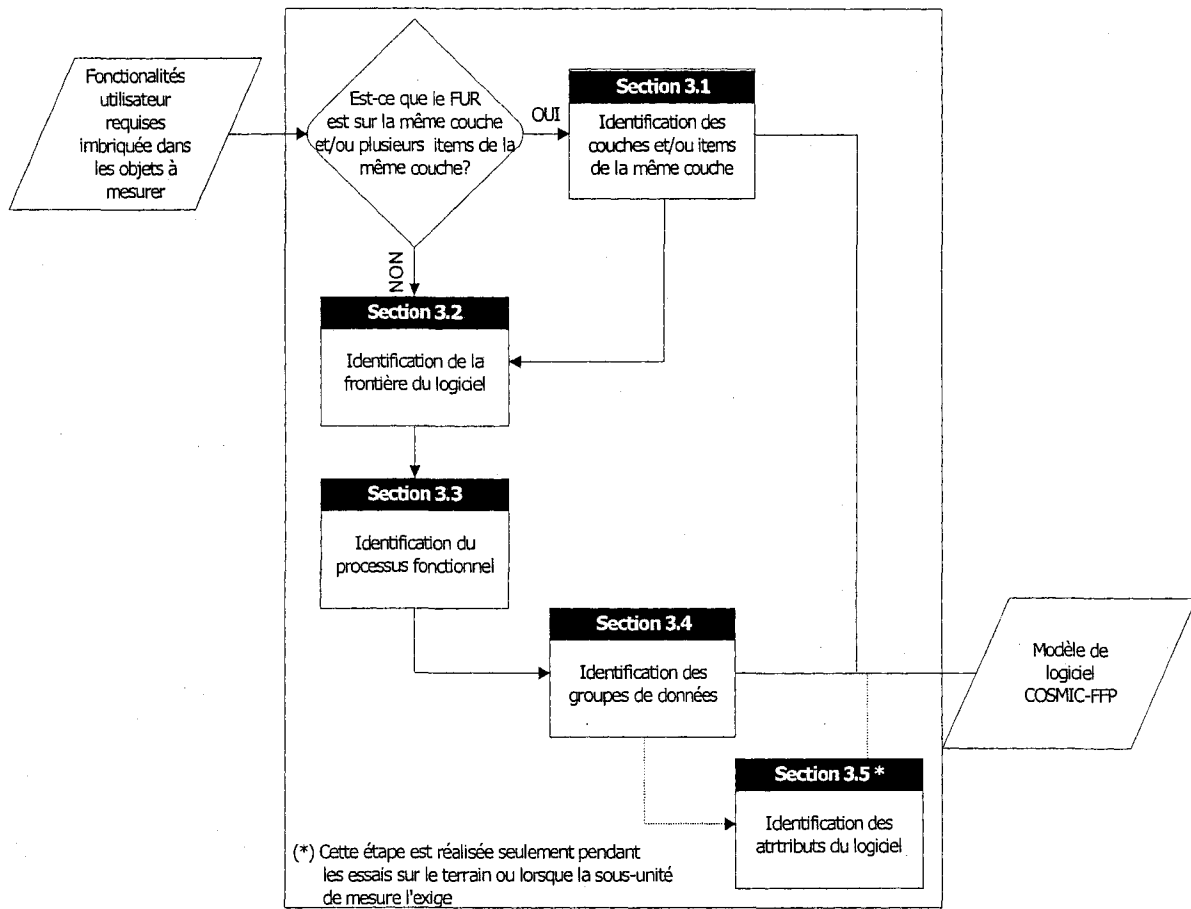 Fonctionalités
utilisateur
requises
imbriquée dans
les objets à
mesurer
Est-ce que le FUR
est sur la même couche
et/ou plusieurs items de la
même couche?
OUI
Section 3.1
Identification des
couches et/ou items
de la même couche
NON
Section 3.2
Identification de la
frontière du logiciel
Section 3.3
Identification du
processus fonctionnel
Section 3.4
Identification des
groupes de données
Modèle de
logiciel
COSMIC-FFP
Section 3.5 *
Identification des
atrtributs du logiciel
(*) Cette étape est réalisée seulement pendant
les essais sur le terrain ou lorsque la sous-unité
de mesure l'exige